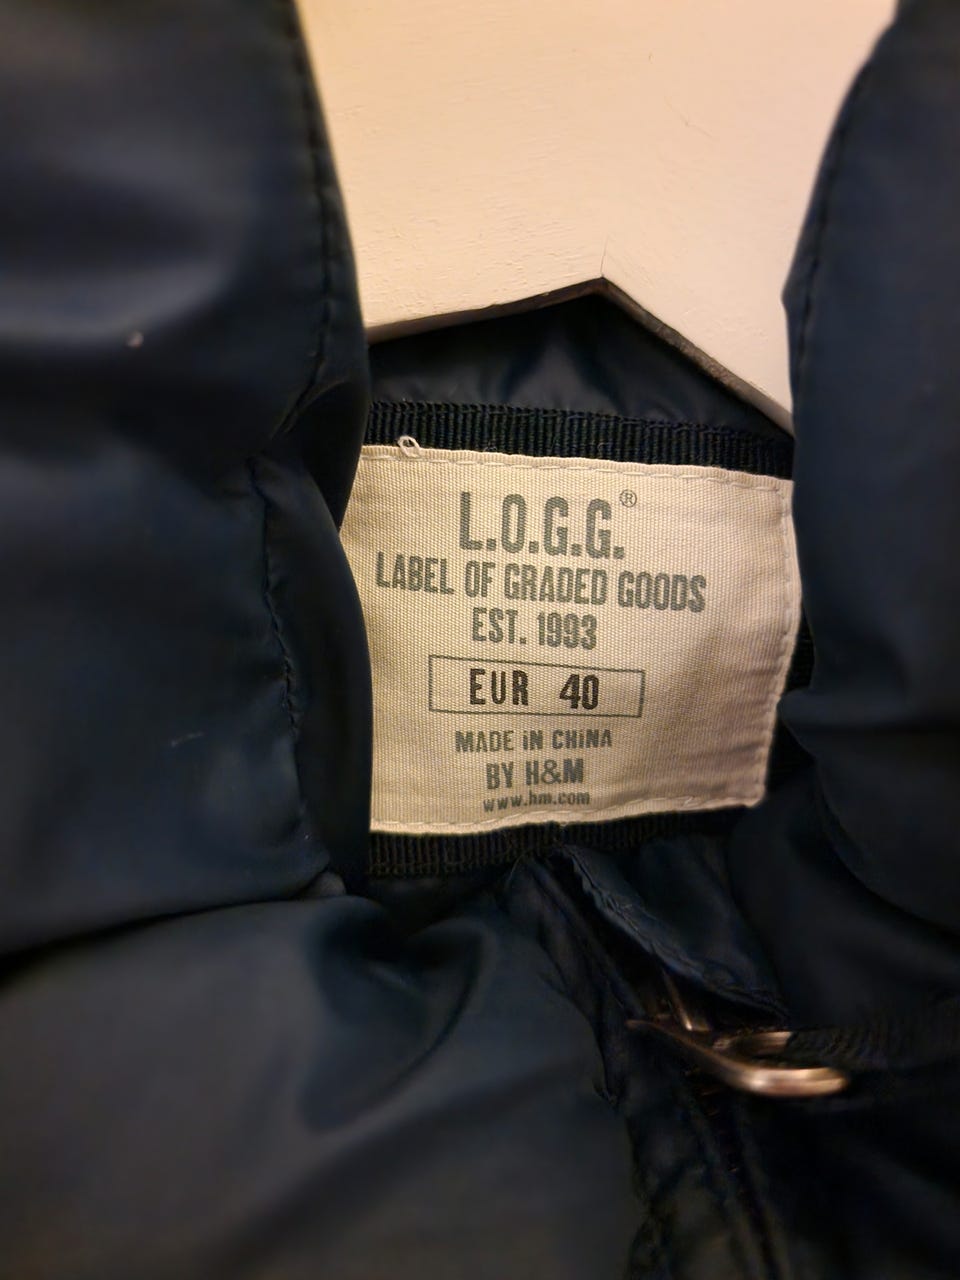 L.O.G.G.®
LABEL OF GRADED GOODS
EST. 1993
EUR 40
MADE IN CHINA
BY H&M
www.hm.com